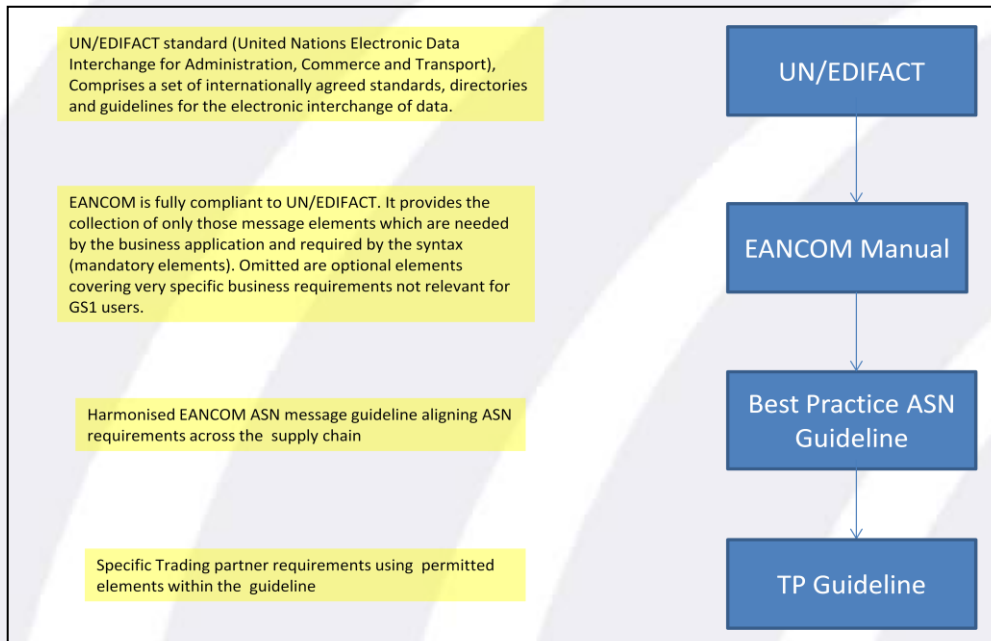 UN/EDIFACT standard (United Nations Electronic Data
Interchange for Administration, Commerce and Transport),
Comprises a set of internationally agreed standards, directories
and guidelines for the electronic interchange of data.
UN/EDIFACT
EANCOM is fully compliant to UN/EDIFACT. It provides the
collection of only those message elements which are needed
by the business application and required by the syntax
(mandatory elements). Omitted are optional elements
covering very specific business requirements not relevant for
GS1 users.
EANCOM Manual
Harmonised EANCOM ASN message guideline aligning ASN
requirements across the supply chain
Best Practice ASN
Guideline
Specific Trading partner requirements using permitted
elements within the guideline
TP Guideline